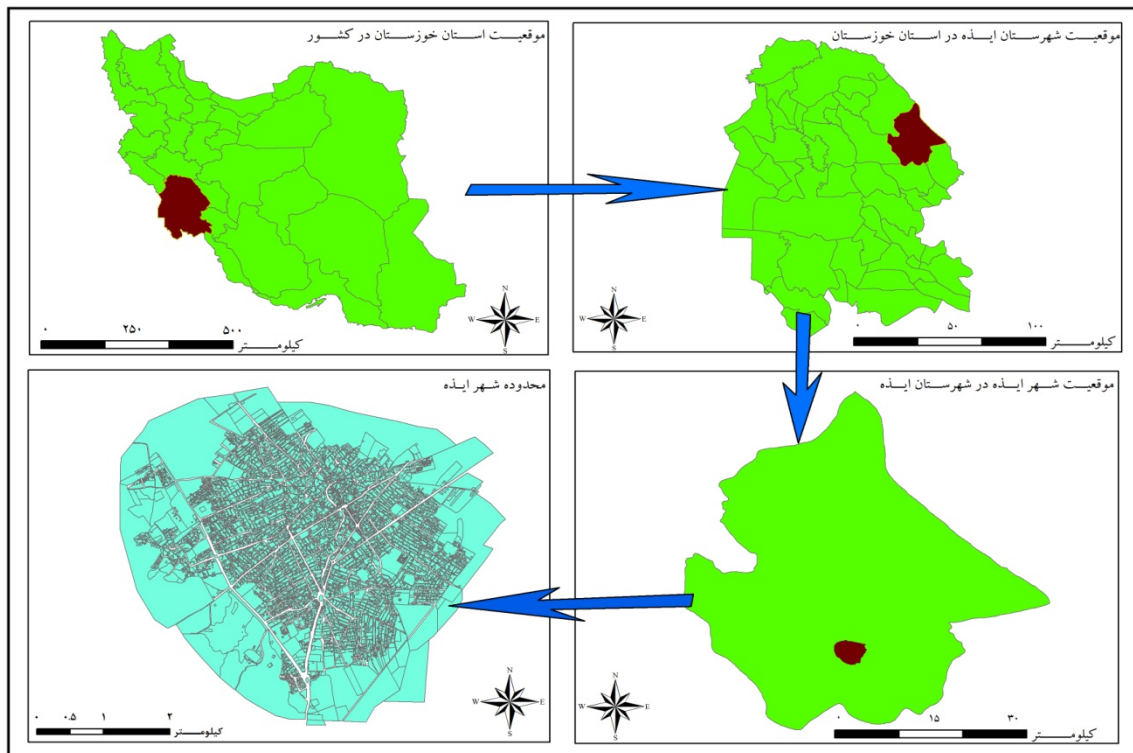 موقعیت استان خوزستان در کشور
N
W E
S
۰ ۲۵۰ ۵۰۰
کیلومتر
موقعیت شهرستان ایذه در استان خوزستان
N
W E
S
۰ ۵۰ ۱۰۰
کیلومتر
محدوده شهر ایذه
N
W E
S
۰ ۰.۵ ۱ ۲
کیلومتر
موقعیت شهر ایذه در شهرستان ایذه
N
W E
S
۰ ۱۵ ۳۰
کیلومتر